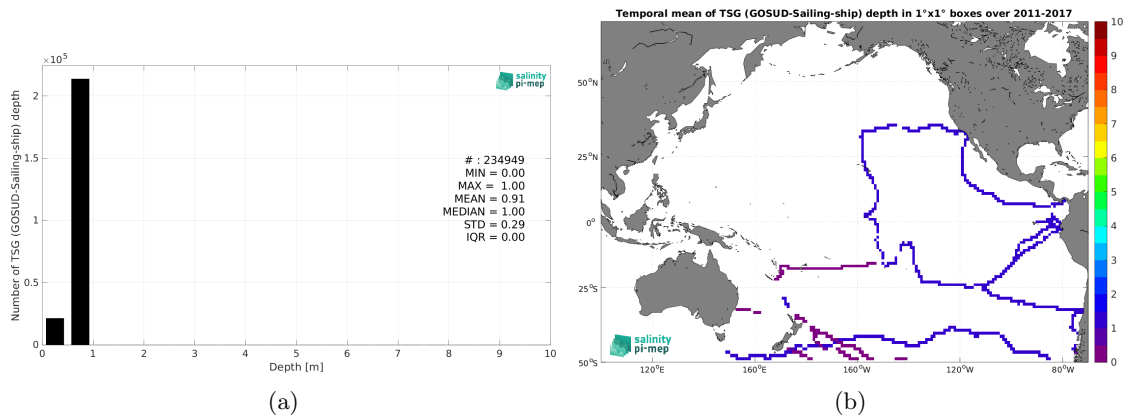 ×10^5
2
1.5
1
0.5
0
Number of TSG (GOSUD-Sailing-ship) depth
0 1 2 3 4 5 6 7 8 9 10
Depth [m]
salinity
pi-mep
# : 234949
MIN = 0.00
MAX = 1.00
MEAN = 0.91
MEDIAN = 1.00
STD = 0.29
IQR = 0.00
(a)
Temporal mean of TSG (GOSUD-Sailing-ship) depth in 1°x1° boxes over 2011-2017
50°N
25°N
0°
25°S
50°S
120°E 160°E 160°W 120°W 80°W
salinity
pi-mep
10
9
8
7
6
5
4
3
2
1
0
(b)